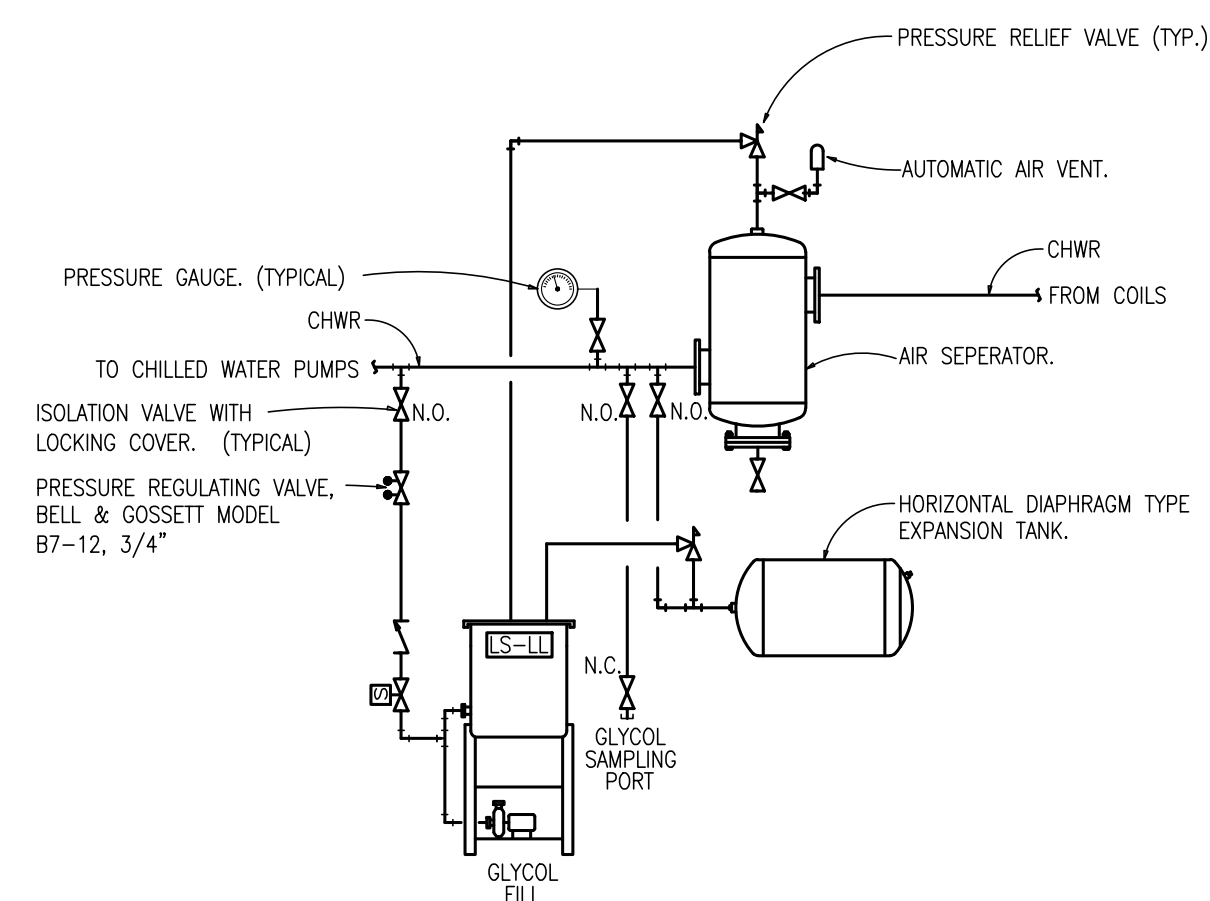 PRESSURE RELIEF VALVE (TYP.)
AUTOMATIC AIR VENT.
CHWR
FROM COILS
PRESSURE GAUGE. (TYPICAL)
CHWR
TO CHILLED WATER PUMPS
AIR SEPERATOR.
ISOLATION VALVE WITH
LOCKING COVER. (TYPICAL)
N.O.
N.O.
N.O.
PRESSURE REGULATING VALVE,
BELL & GOSSETT MODEL
B7-12, 3/4"
HORIZONTAL DIAPHRAGM TYPE
EXPANSION TANK.
LS-LL
N.C.
S
GLYCOL
SAMPLING
PORT
GLYCOL
FILL